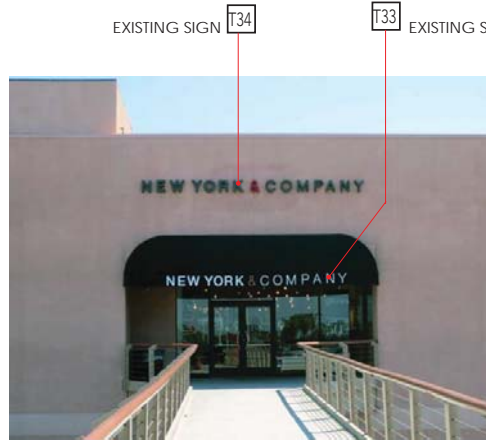 EXISTING SIGN T34
T33 EXISTING S
NEW YORK & COMPANY
NEW YORK & COMPANY